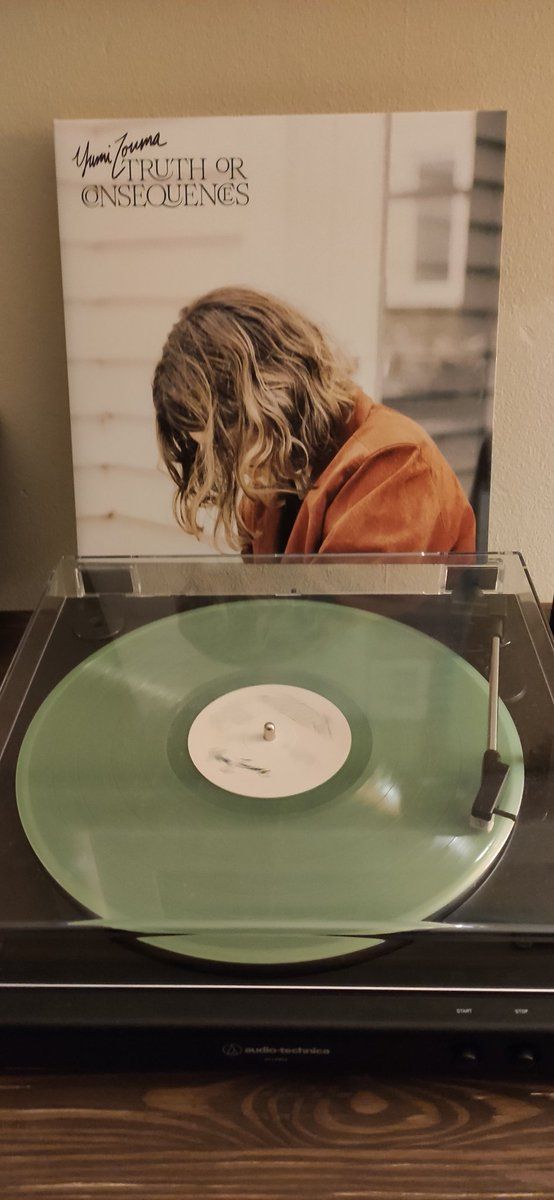 Yumi Zouma
TRUTH OR
CONSEQUENCES
START STOP
audio-technica